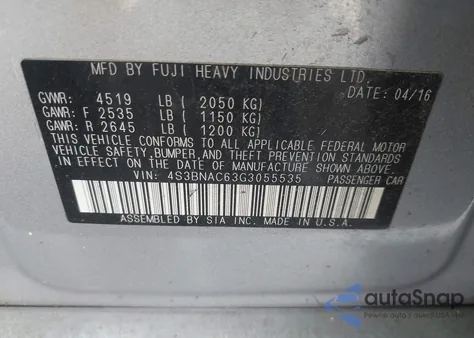 MFD BY FUJI HEAVY INDUSTRIES LTD.
DATE: 04/16
GVWR: 4519 LB ( 2050 KG)
GAWR: F 2535 LB ( 1150 KG)
GAWR: R 2645 LB ( 1200 KG)
THIS VEHICLE CONFORMS TO ALL APPLICABLE FEDERAL MOTOR
VEHICLE SAFETY, BUMPER, AND THEFT PREVENTION STANDARDS
IN EFFECT ON THE DATE OF MANUFACTURE SHOWN ABOVE.
VIN: 4S3BNAC63G3055535 PASSENGER CAR
ASSEMBLED BY SIA INC. MADE IN U.S.A.
autoSnap